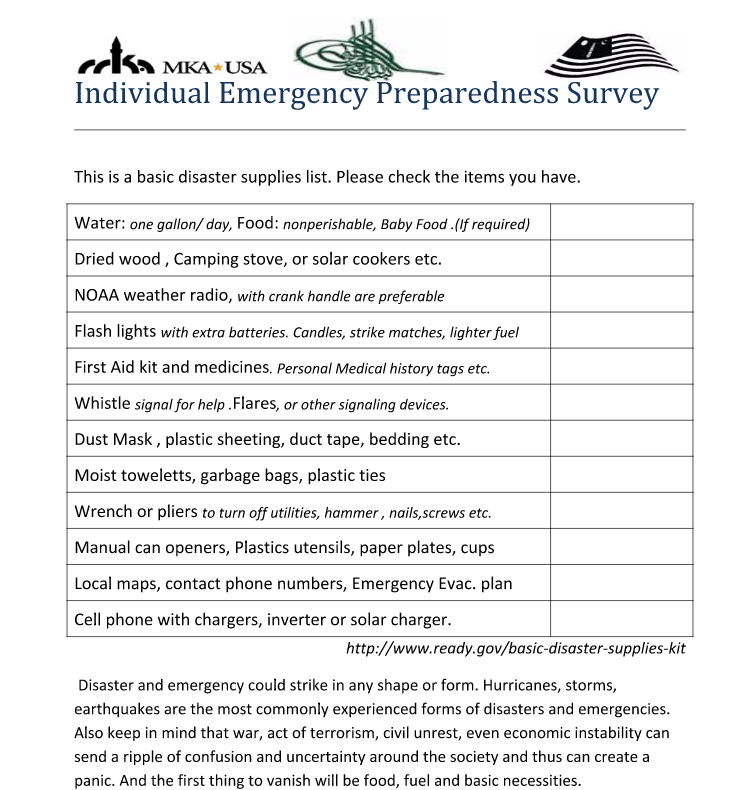 MKA★USA
Individual Emergency Preparedness Survey
This is a basic disaster supplies list. Please check the items you have.
Water: one gallon/ day, Food: nonperishable, Baby Food .(If required)
Dried wood , Camping stove, or solar cookers etc.
NOAA weather radio, with crank handle are preferable
Flash lights with extra batteries. Candles, strike matches, lighter fuel
First Aid kit and medicines. Personal Medical history tags etc.
Whistle signal for help .Flares, or other signaling devices.
Dust Mask , plastic sheeting, duct tape, bedding etc.
Moist toweletts, garbage bags, plastic ties
Wrench or pliers to turn off utilities, hammer , nails,screws etc.
Manual can openers, Plastics utensils, paper plates, cups
Local maps, contact phone numbers, Emergency Evac. plan
Cell phone with chargers, inverter or solar charger.
http://www.ready.gov/basic-disaster-supplies-kit
Disaster and emergency could strike in any shape or form. Hurricanes, storms,
earthquakes are the most commonly experienced forms of disasters and emergencies.
Also keep in mind that war, act of terrorism, civil unrest, even economic instability can
send a ripple of confusion and uncertainty around the society and thus can create a
panic. And the first thing to vanish will be food, fuel and basic necessities.